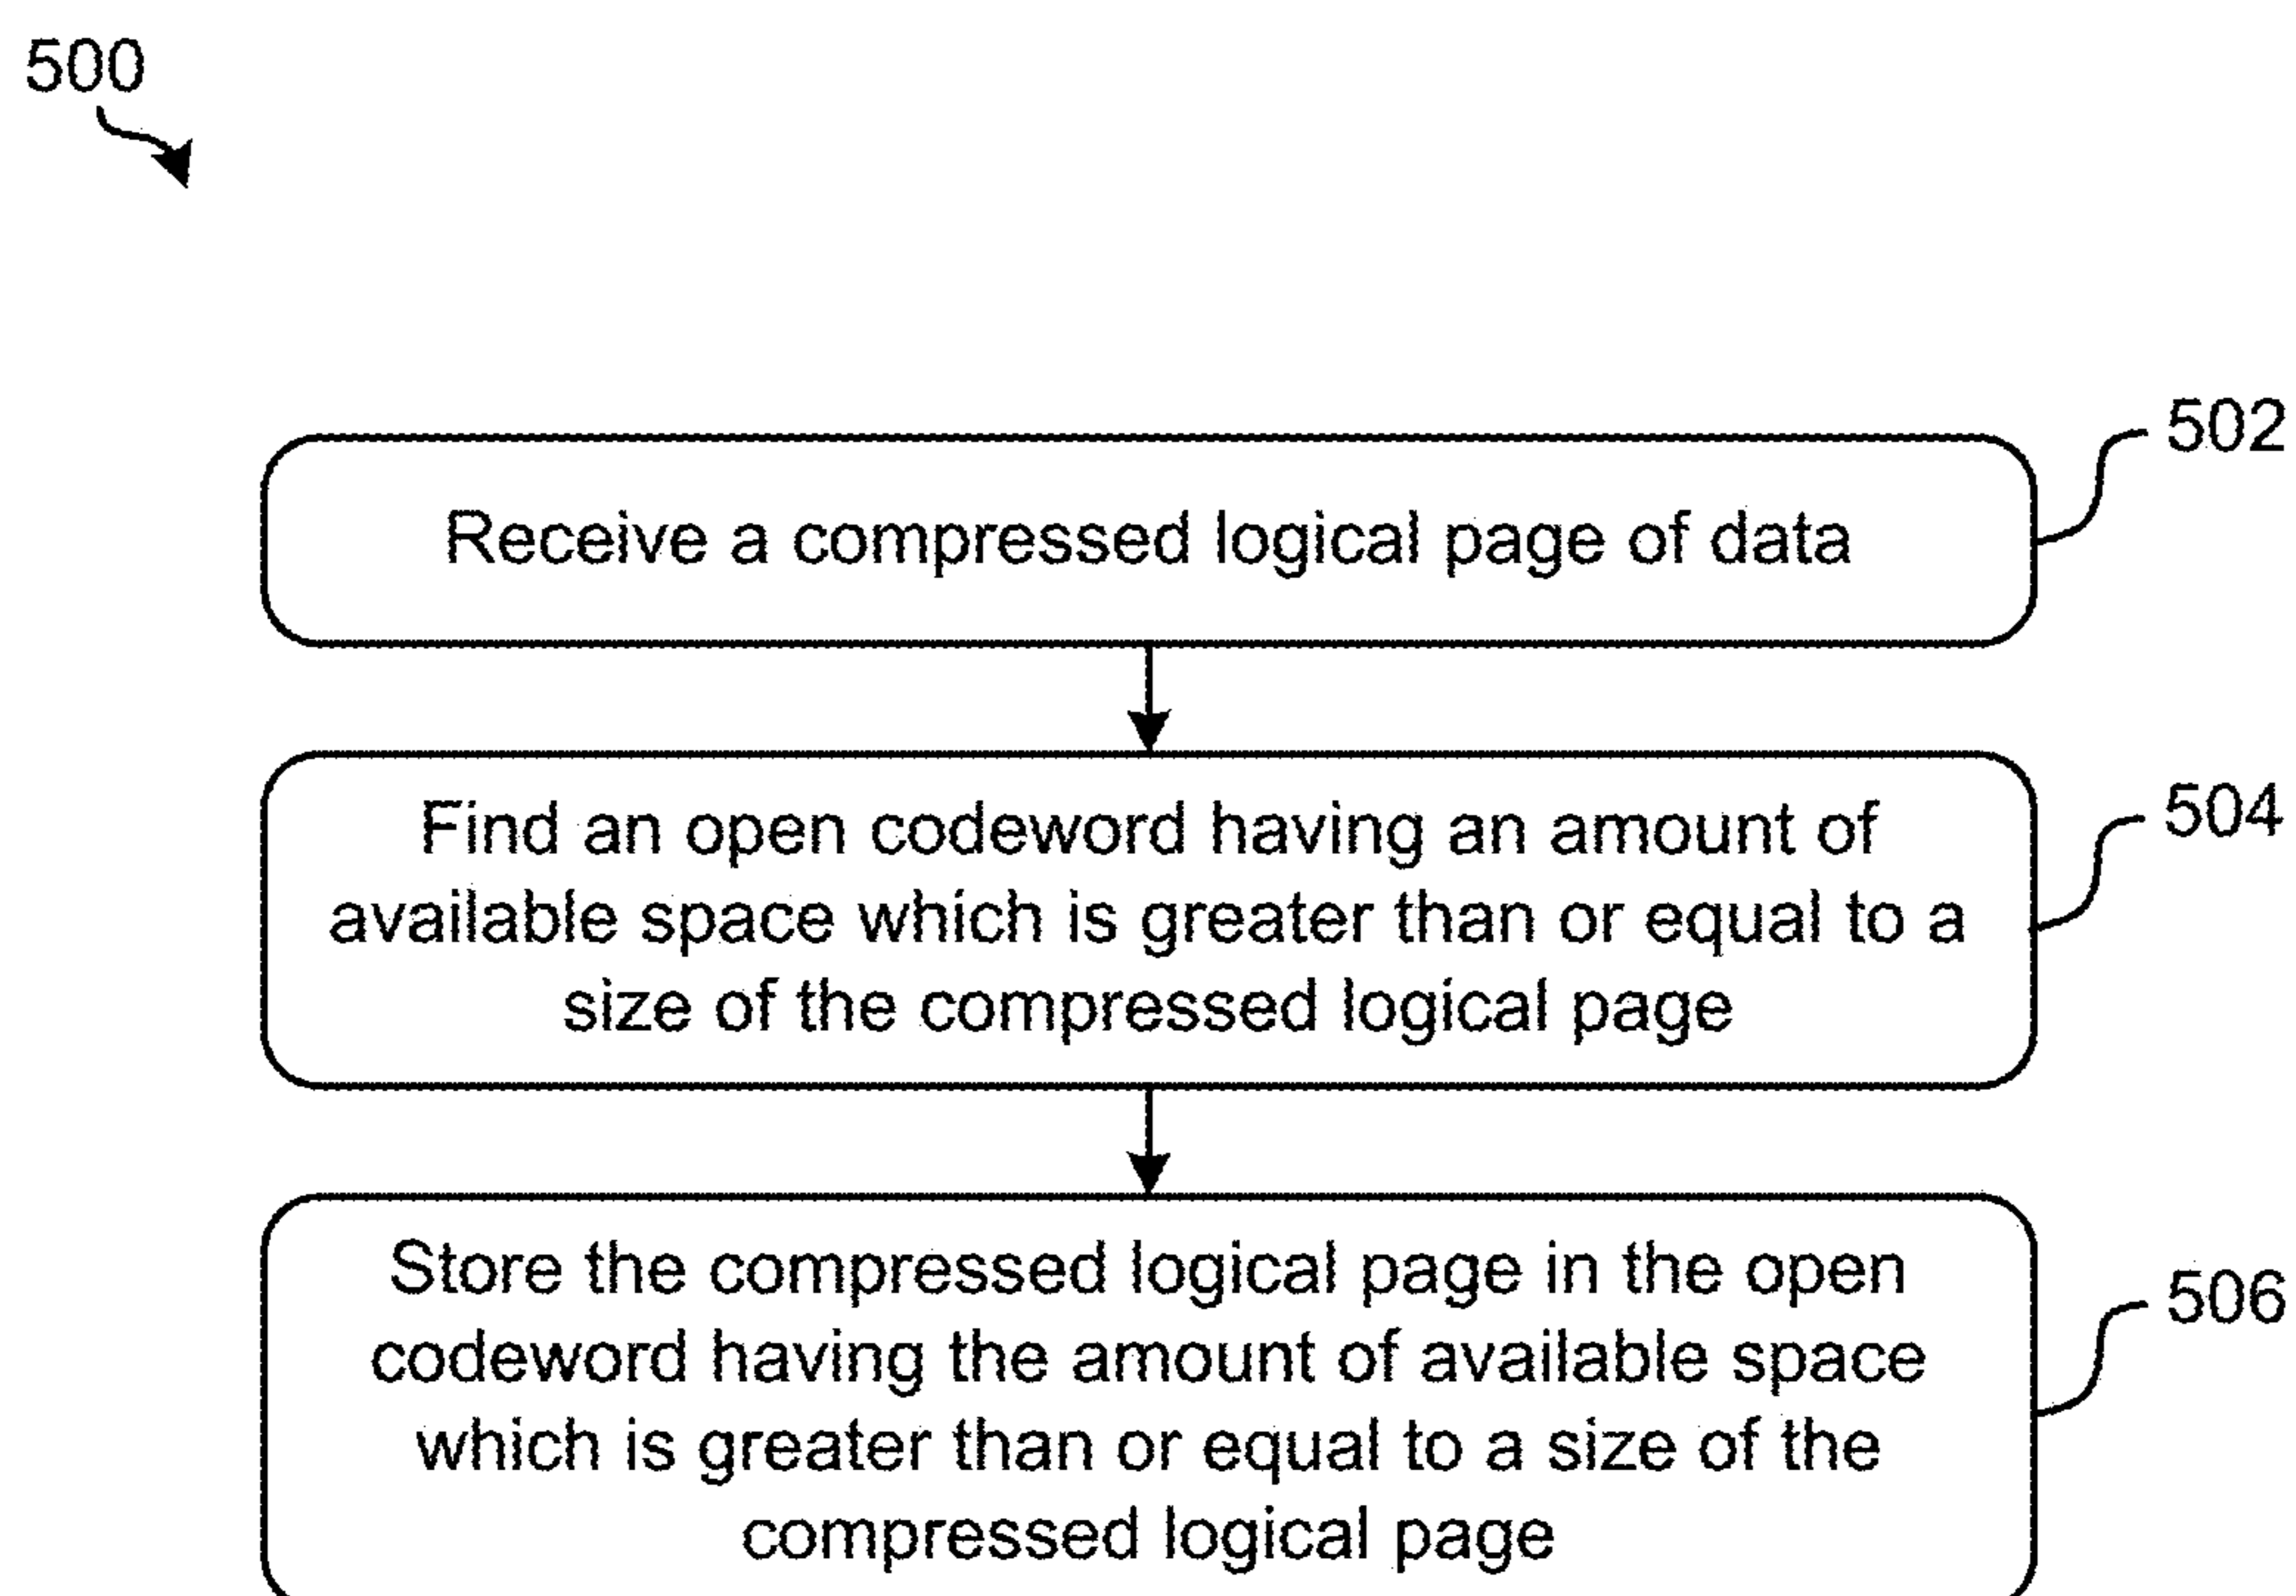 500
502
Receive a compressed logical page of data
504
Find an open codeword having an amount of
available space which is greater than or equal to a
size of the compressed logical page
506
Store the compressed logical page in the open
codeword having the amount of available space
which is greater than or equal to a size of the
compressed logical page